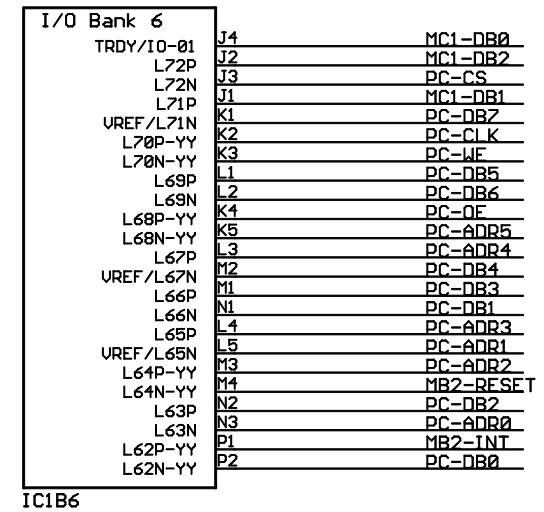 I/O Bank 6
TRDY/IO-01 J4 MC1-DB0
L72P J2 MC1-DB2
L72N J3 PC-CS
L71P J1 MC1-DB1
VREF/L71N K1 PC-DB7
L70P-YY K2 PC-CLK
L70N-YY K3 PC-WE
L69P L1 PC-DB5
L69N L2 PC-DB6
L68P-YY K4 PC-OE
L68N-YY K5 PC-ADR5
L67P L3 PC-ADR4
VREF/L67N M2 PC-DB4
L66P M1 PC-DB3
L66N N1 PC-DB1
L65P L4 PC-ADR3
VREF/L65N L5 PC-ADR1
L64P-YY M3 PC-ADR2
L64N-YY M4 MB2-RESET
L63P N2 PC-DB2
L63N N3 PC-ADR0
L62P-YY P1 MB2-INT
L62N-YY P2 PC-DB0
IC1B6